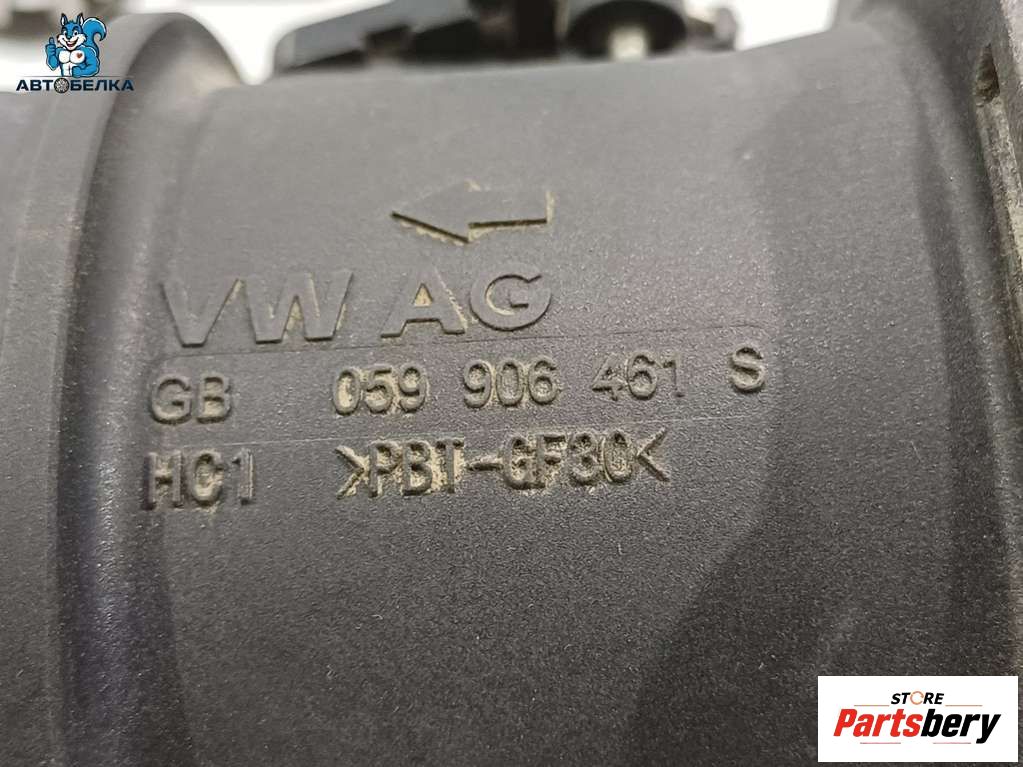 АВТОБЕЛКА
VW AG
GB 059 906 461 S
HC1 >PBT-GF30<
STORE
Partsbery